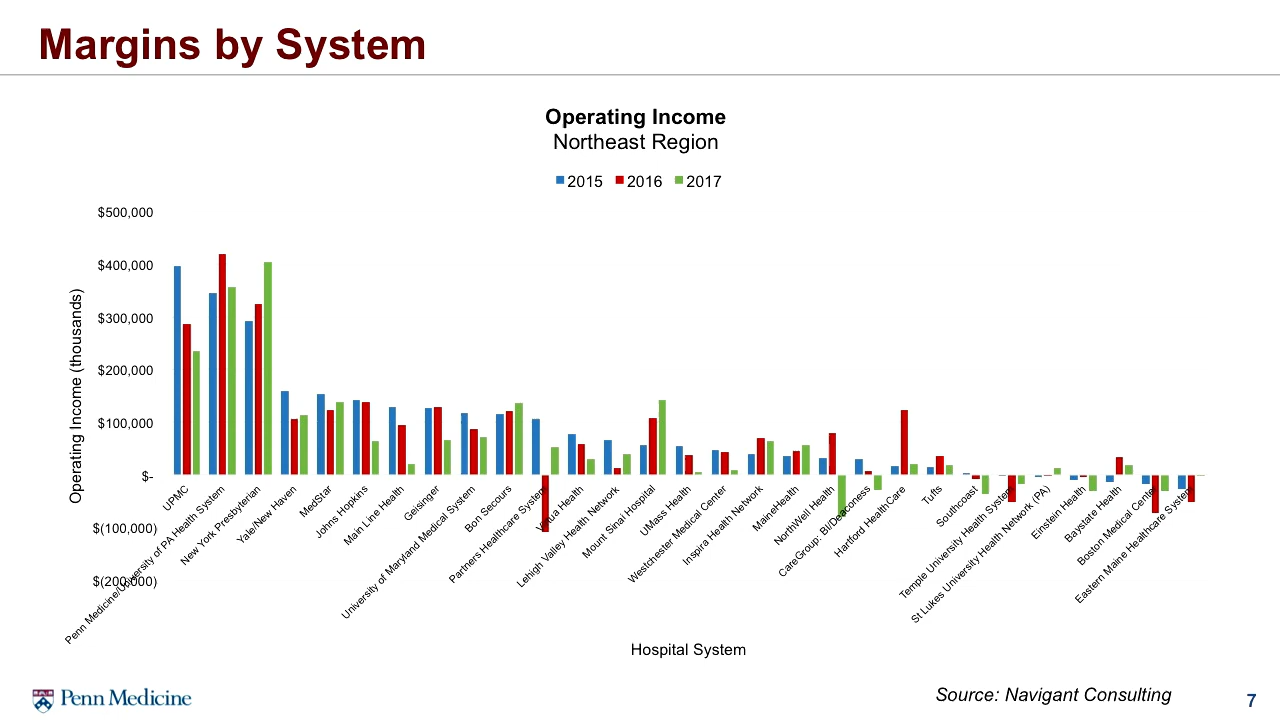 Margins by System
Operating Income
Northeast Region
2015 2016 2017
Operating Income (thousands)
$500,000
$400,000
$300,000
$200,000
$100,000
$-
$(100,000)
$(200,000)
UPMC
Penn Medicine/University of PA Health System
New York Presbyterian
Yale/New Haven
MedStar
Johns Hopkins
Main Line Health
Geisinger
University of Maryland Medical System
Bon Secours
Partners Healthcare System
Virtua Health
Lehigh Valley Health Network
Mount Sinai Hospital
UMass Health
Westchester Medical Center
Inspira Health Network
MaineHealth
NorthWell Health
CareGroup: BI/Deaconess
Hartford HealthCare
Tufts
Southcoast
Temple University Health System
St Lukes University Health Network (PA)
Einstein Health
Baystate Health
Boston Medical Center
Eastern Maine Healthcare System
Hospital System
Penn Medicine
Source: Navigant Consulting
7